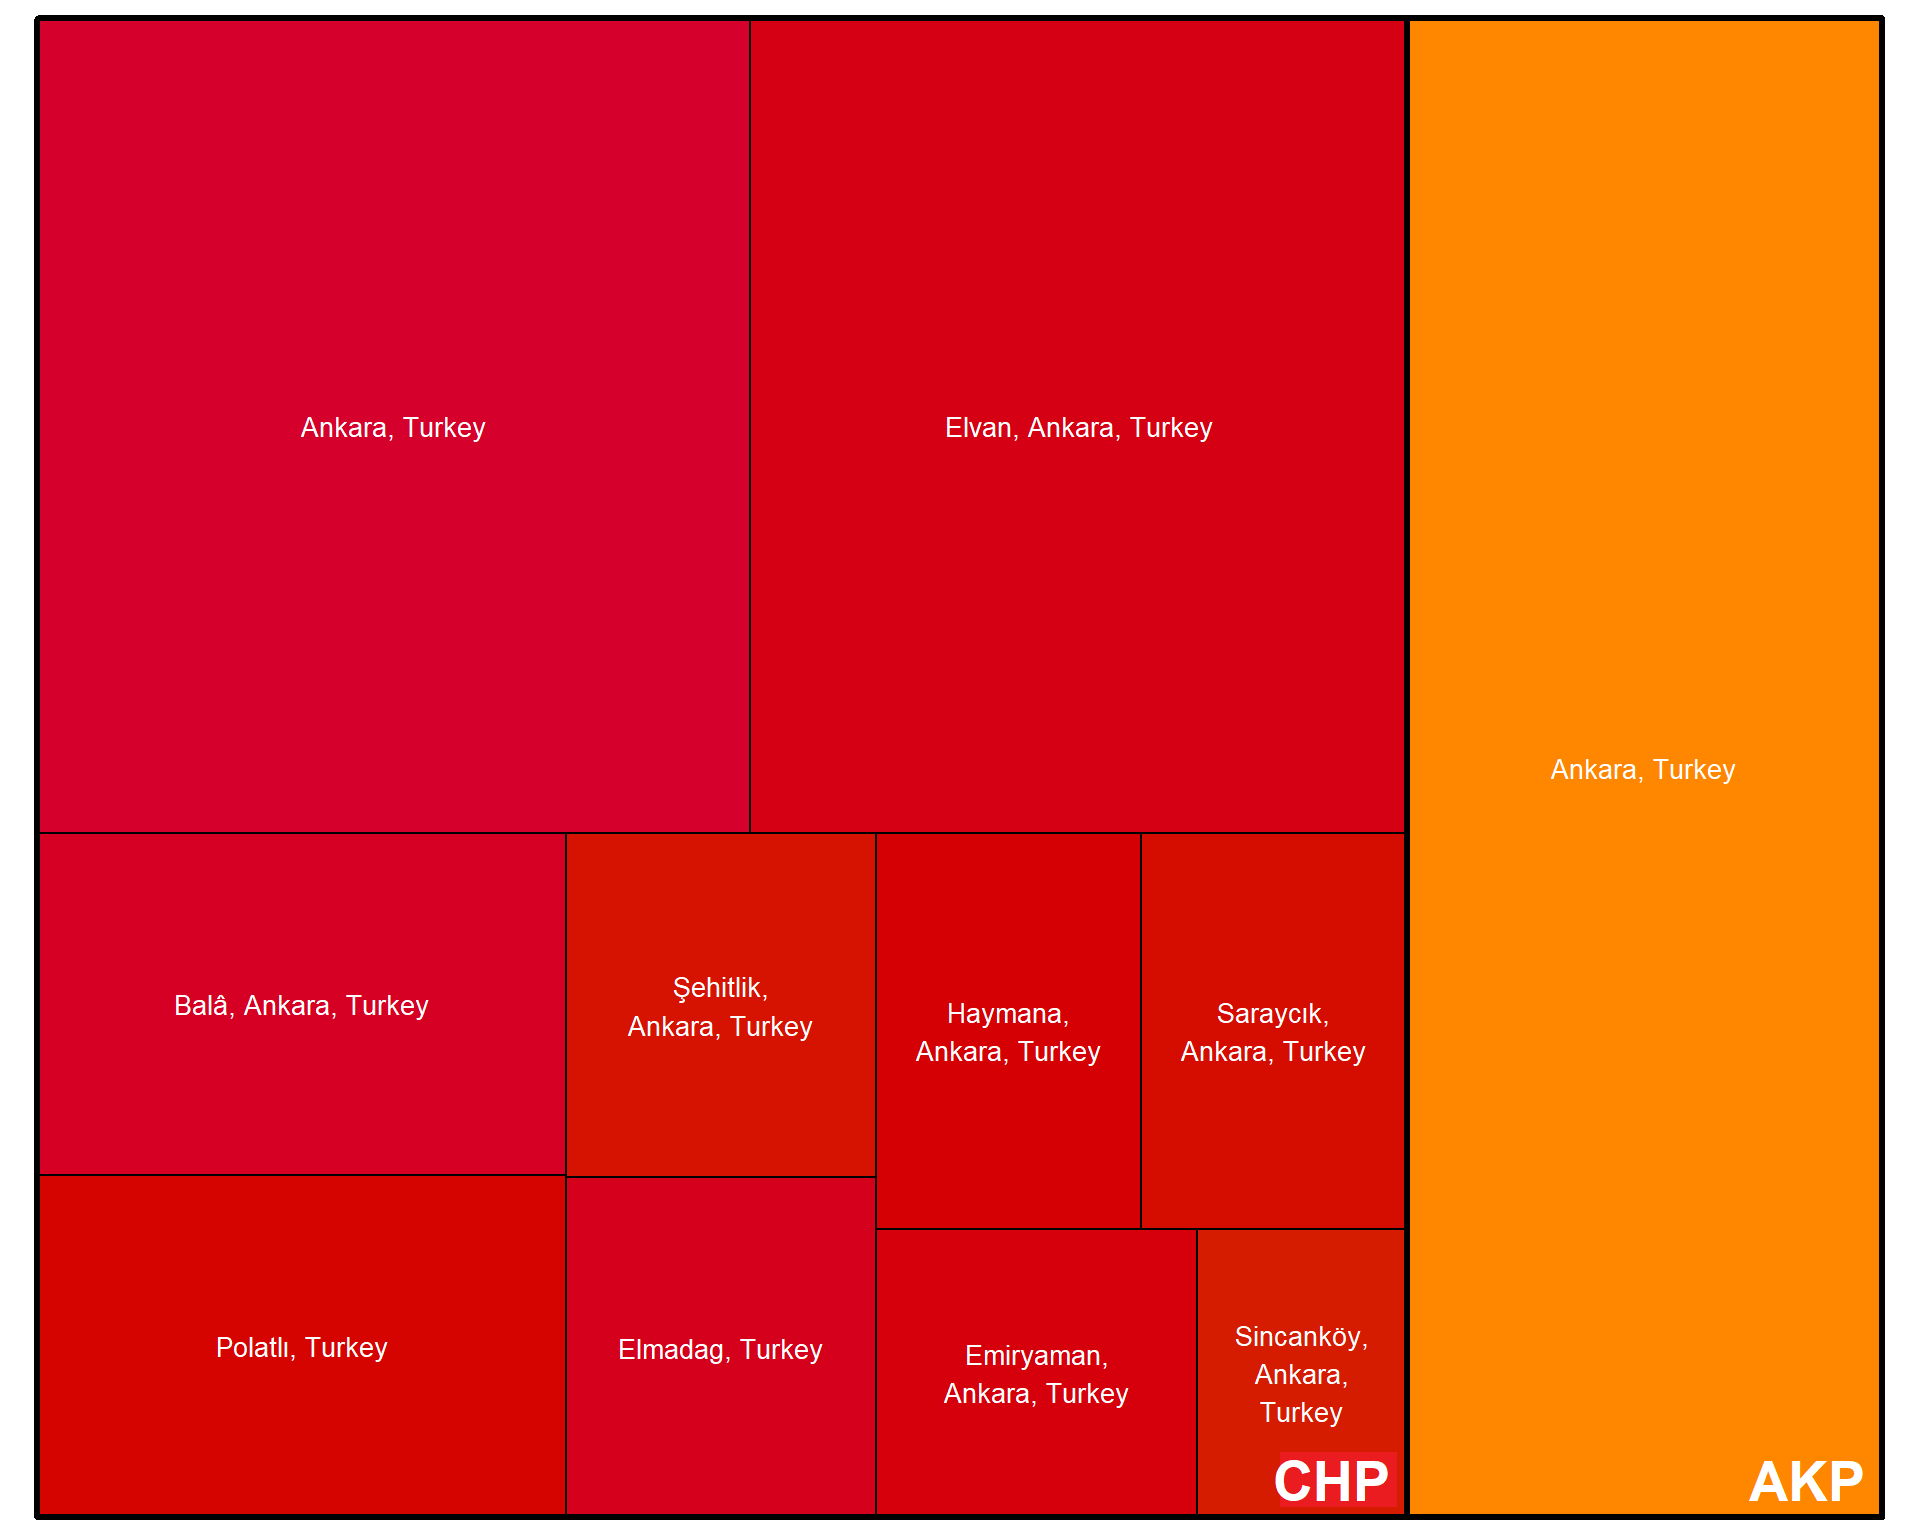 Ankara, Turkey
Elvan, Ankara, Turkey
Ankara, Turkey
Balâ, Ankara, Turkey
Şehitlik,
Ankara, Turkey
Haymana,
Ankara, Turkey
Saraycık,
Ankara, Turkey
Polatlı, Turkey
Elmadag, Turkey
Emiryaman,
Ankara, Turkey
Sincanköy,
Ankara,
Turkey
CHP
AKP